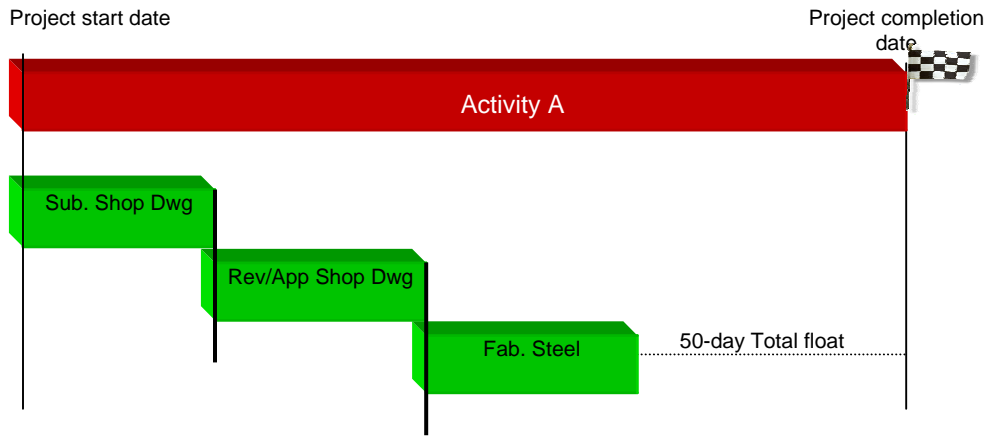 Project start date
Project completion
date
Activity A
Sub. Shop Dwg
Rev/App Shop Dwg
Fab. Steel
50-day Total float